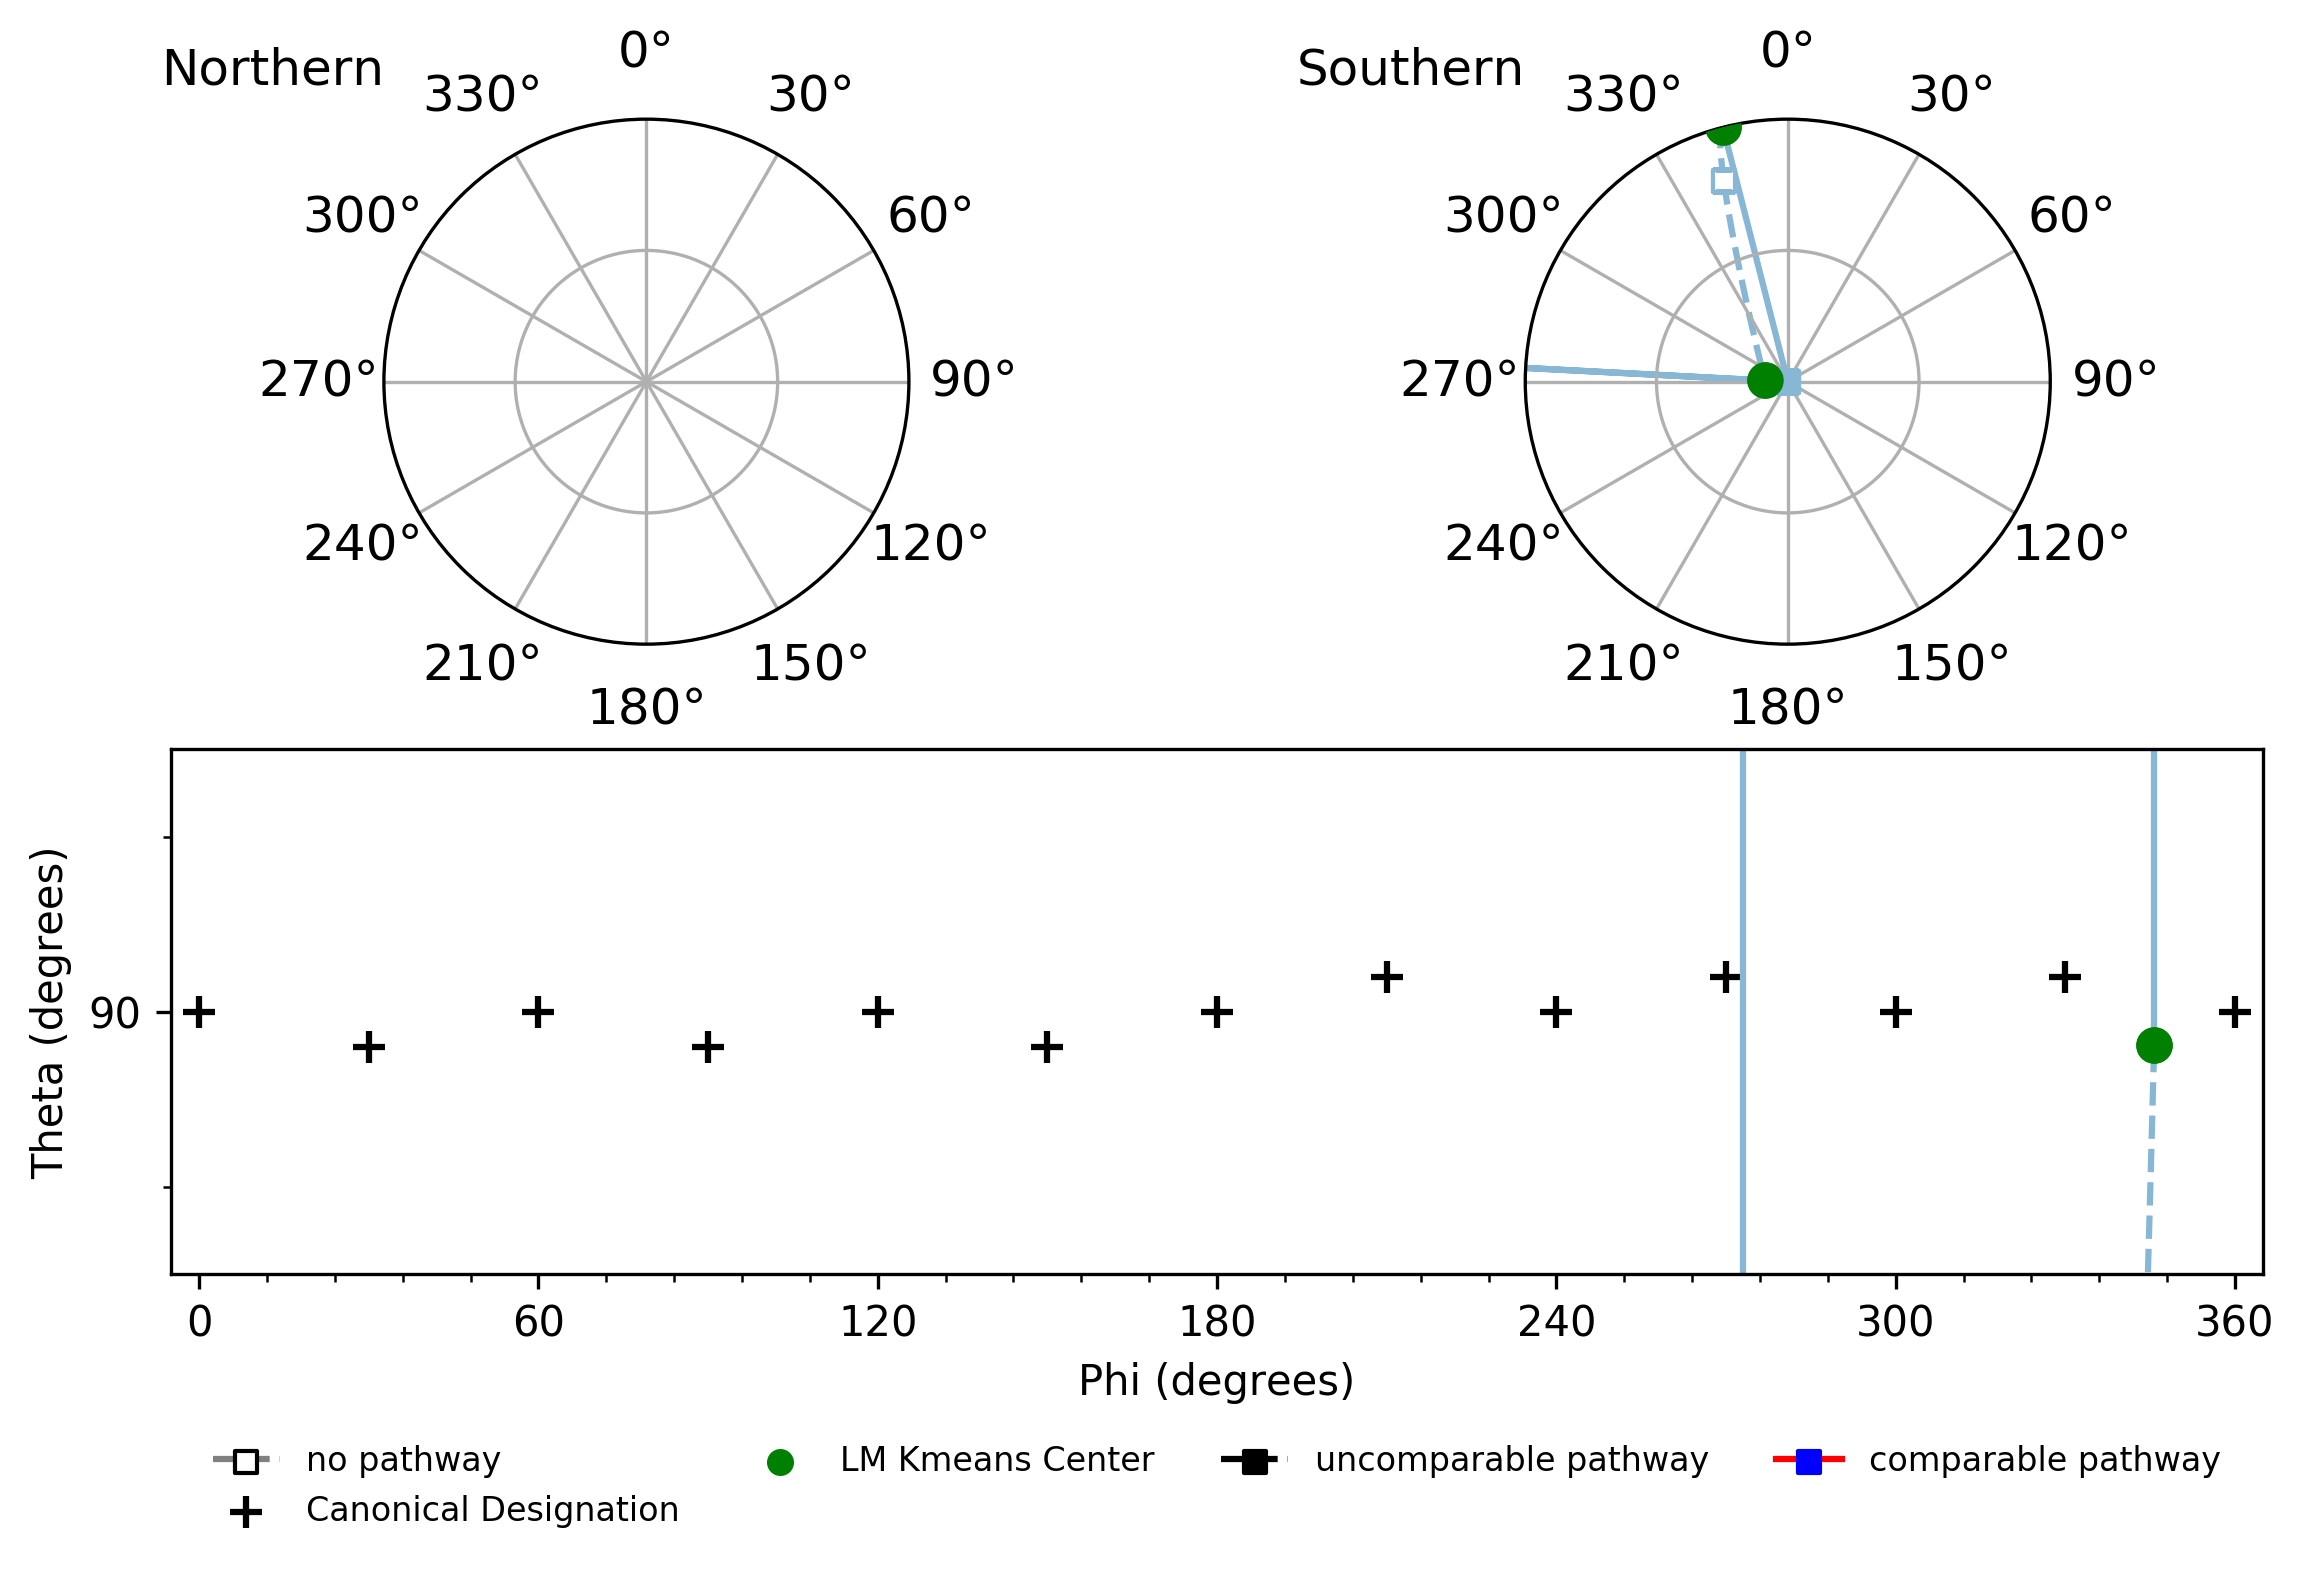 Northern
0°
30°
60°
90°
120°
150°
180°
210°
240°
270°
300°
330°
Southern
0°
30°
60°
90°
120°
150°
180°
210°
240°
270°
300°
330°
Theta (degrees)
90
0 60 120 180 240 300 360
Phi (degrees)
no pathway
Canonical Designation
LM Kmeans Center
uncomparable pathway
comparable pathway